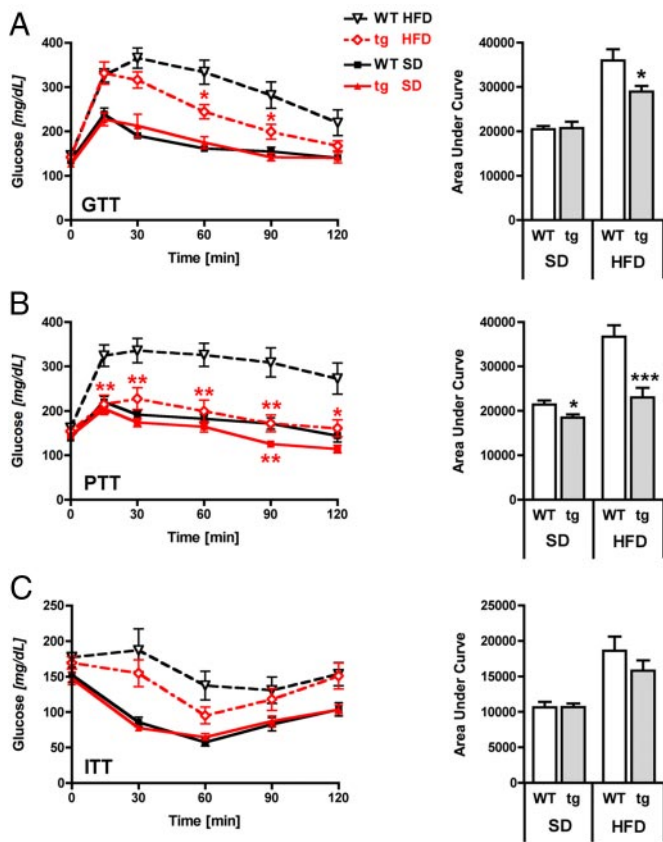 A
WT HFD
tg HFD
WT SD
tg SD
400
300
200
100
0
Glucose [mg/dL]
*
*
GTT
0 30 60 90 120
Time [min]
40000
30000
20000
10000
0
Area Under Curve
*
WT tg WT tg
SD HFD
B
400
300
200
100
0
Glucose [mg/dL]
** ** ** ** *
**
PTT
0 30 60 90 120
Time [min]
40000
30000
20000
10000
0
Area Under Curve
* ***
WT tg WT tg
SD HFD
C
250
200
150
100
50
0
Glucose [mg/dL]
ITT
0 30 60 90 120
Time [min]
25000
20000
15000
10000
5000
0
Area Under Curve
WT tg WT tg
SD HFD